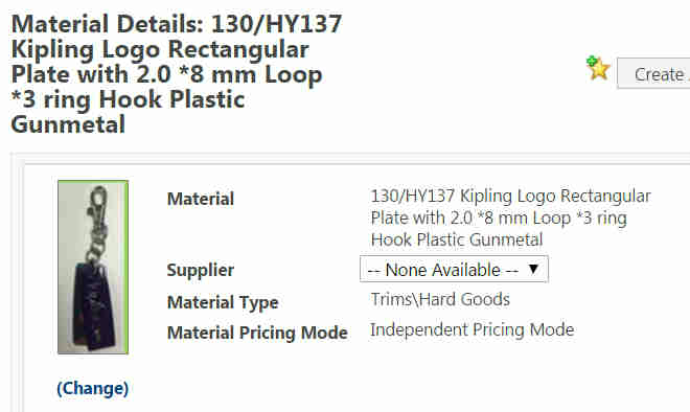 Material Details: 130/HY137
Kipling Logo Rectangular
Plate with 2.0 *8 mm Loop
*3 ring Hook Plastic
Gunmetal
Create
Material
130/HY137 Kipling Logo Rectangular
Plate with 2.0 *8 mm Loop *3 ring
Hook Plastic Gunmetal
Supplier
-- None Available --
Material Type
Trims\Hard Goods
Material Pricing Mode
Independent Pricing Mode
(Change)